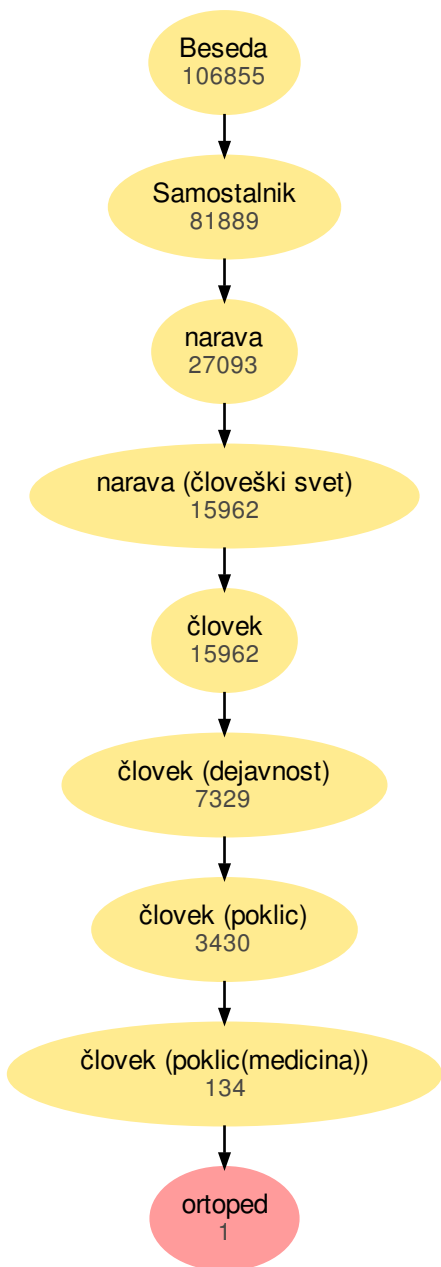 Beseda
106855
Samostalnik
81889
narava
27093
narava (človeški svet)
15962
človek
15962
človek (dejavnost)
7329
človek (poklic)
3430
človek (poklic(medicina))
134
ortoped
1